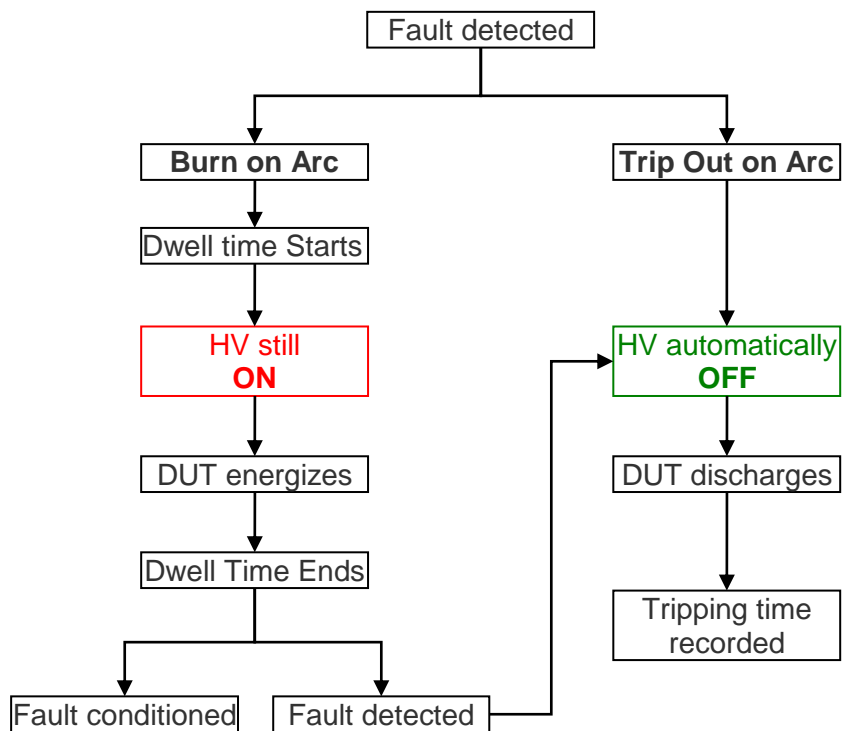 Fault detected
Burn on Arc
Trip Out on Arc
Dwell time Starts
HV still
ON
HV automatically
OFF
DUT energizes
DUT discharges
Dwell Time Ends
Tripping time
recorded
Fault conditioned
Fault detected